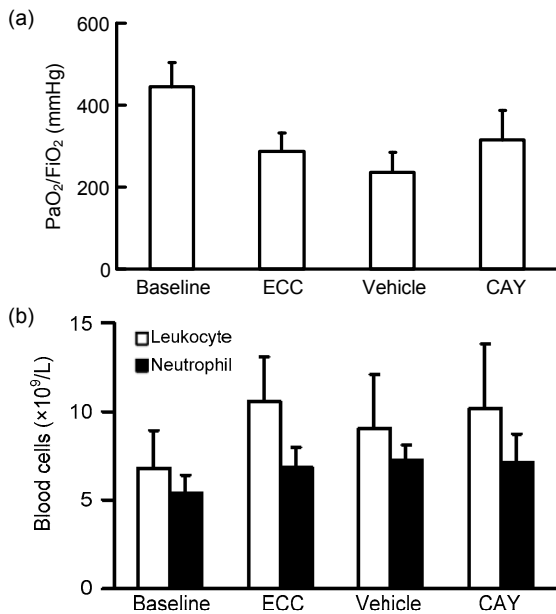 (a)
PaO₂/FiO₂ (mmHg)
600
400
200
0
Baseline ECC Vehicle CAY
(b)
Blood cells (×10⁹/L)
15
10
5
0
Leukocyte
Neutrophil
Baseline ECC Vehicle CAY